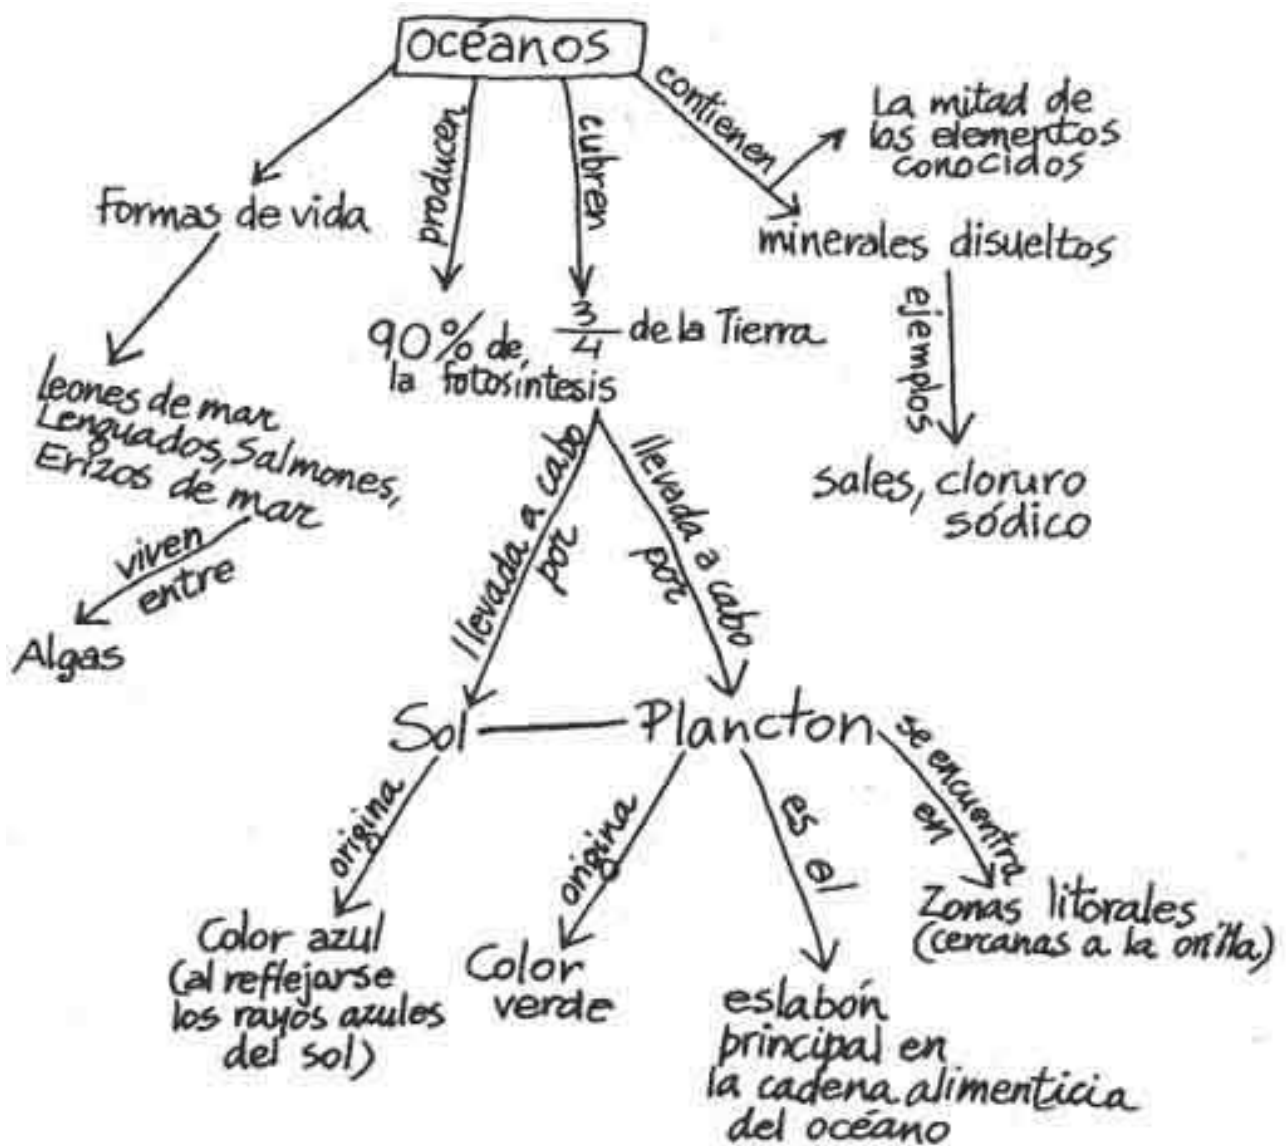 océanos
producen
cubren
contienen
La mitad de
los elementos
conocidos
Formas de vida
minerales disueltos
90% de
la fotosíntesis
3/4 de la Tierra
ejemplos
Leones de mar
Lenguados, Salmones,
Erizos de mar
sales, cloruro
sódico
viven
entre
Algas
llevada a cabo
por
llevada a cabo
por
Sol
Plancton
origina
origina
es el
se encuentra
en
Color azul
(al reflejarse
los rayos azules
del sol)
Color
verde
eslabón
principal en
la cadena alimenticia
del océano
Zonas litorales
(cercanas a la orilla)